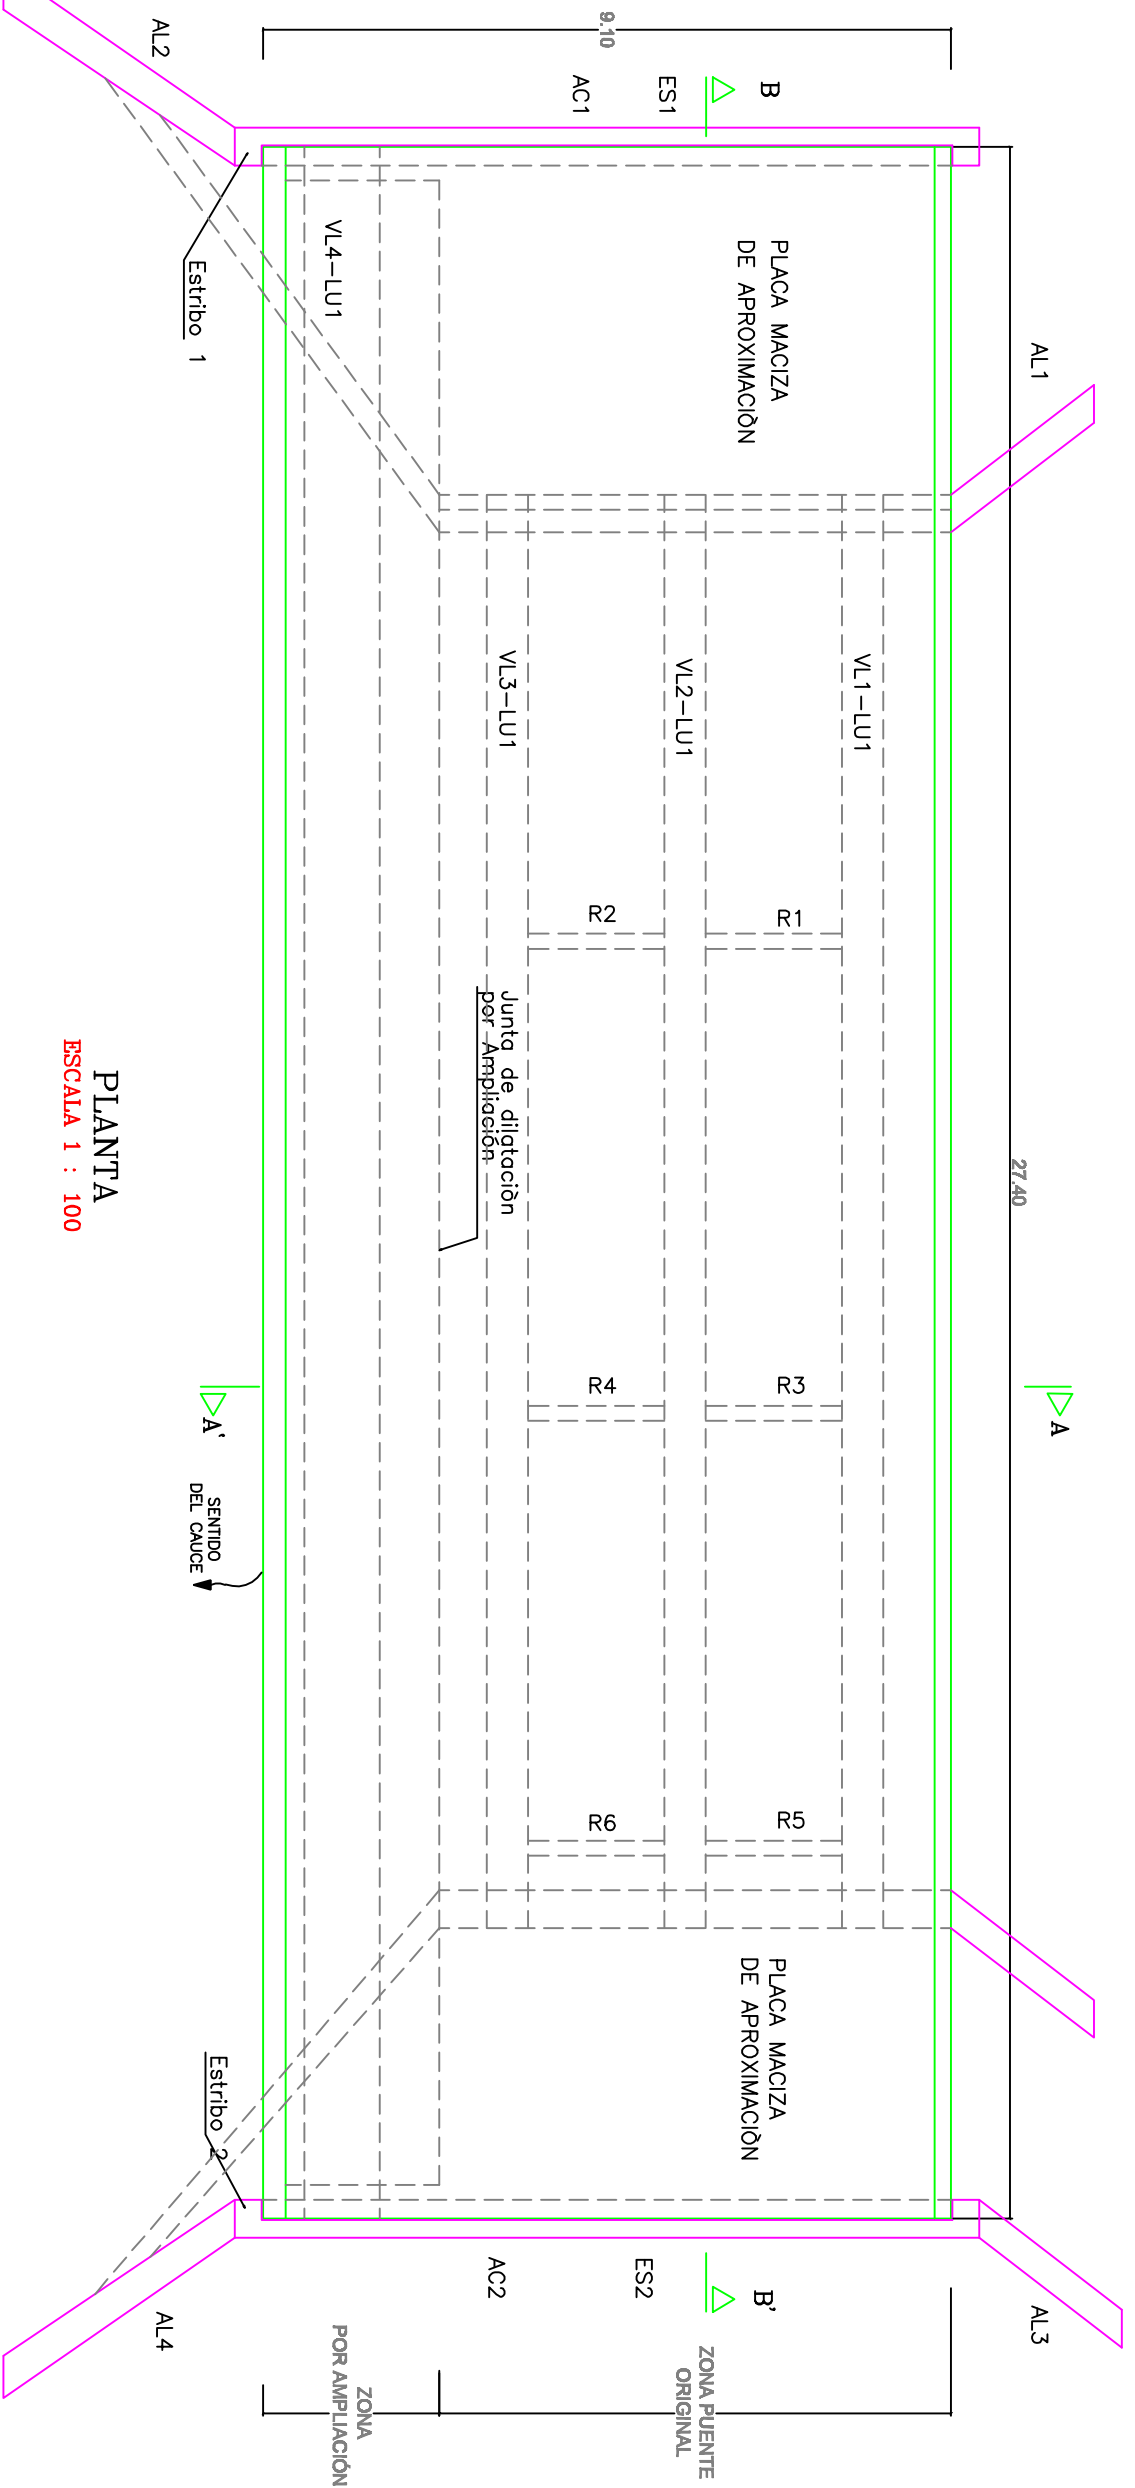 AL1
27.40
AL3
A
B
ES1
AC1
9.10
PLACA MACIZA
DE APROXIMACIÒN
VL1-LU1
VL2-LU1
VL3-LU1
VL4-LU1
R1
R2
R3
R4
R5
R6
Junta de dilataciòn
por Ampliaciòn
PLACA MACIZA
DE APROXIMACIÒN
B'
ES2
AC2
ZONA PUENTE
ORIGINAL
ZONA
POR AMPLIACIÓN
AL2
Estribo 1
A'
SENTIDO
DEL CAUCE
Estribo 2
AL4
PLANTA
ESCALA 1 : 100